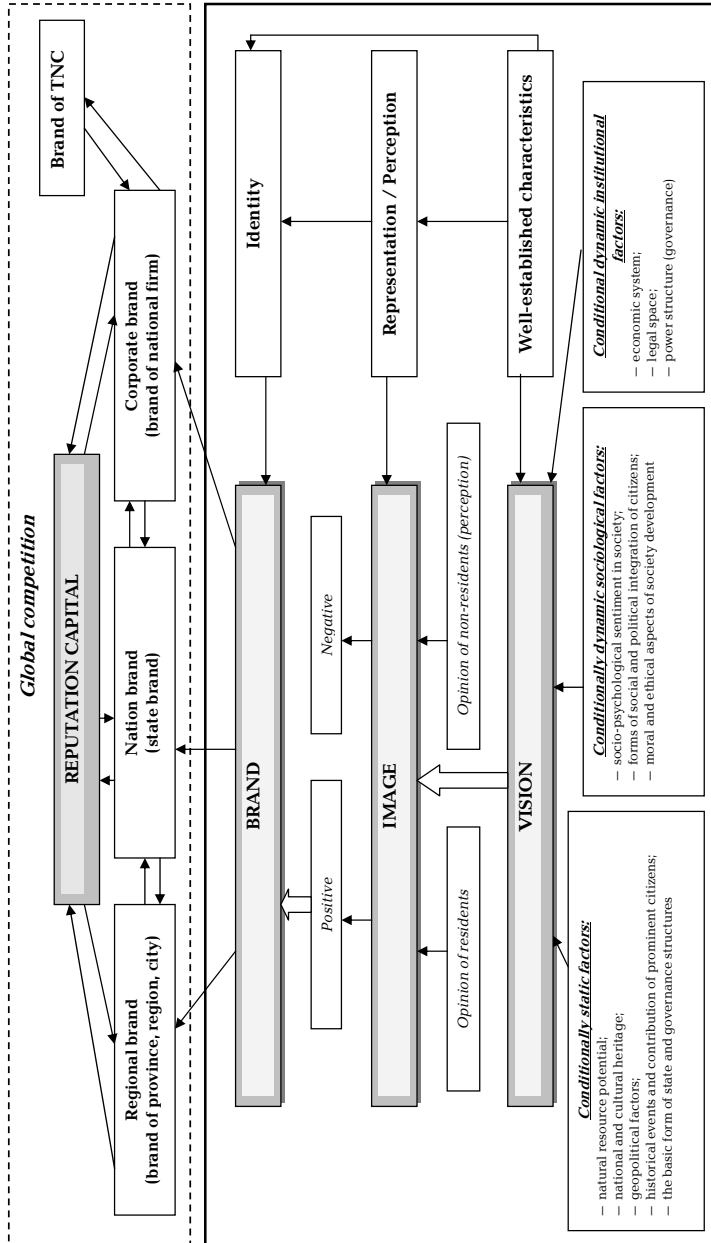 Global competition
REPUTATION CAPITAL
Brand of TNC
Regional brand
(brand of province, region, city)
Nation brand
(state brand)
Corporate brand
(brand of national firm)
BRAND
Identity
Positive
Negative
IMAGE
Representation / Perception
Opinion of residents
Opinion of non-residents (perception)
VISION
Well-established characteristics
Conditionally static factors:
— natural resource potential;
— national and cultural heritage;
— geopolitical factors;
— historical events and contribution of prominent citizens;
— the basic form of state and governance structures
Conditionally dynamic sociological factors:
— socio-psychological sentiment in society;
— forms of social and political integration of citizens;
— moral and ethical aspects of society development
Conditional dynamic institutional
factors:
— economic system;
— legal space;
— power structure (governance)